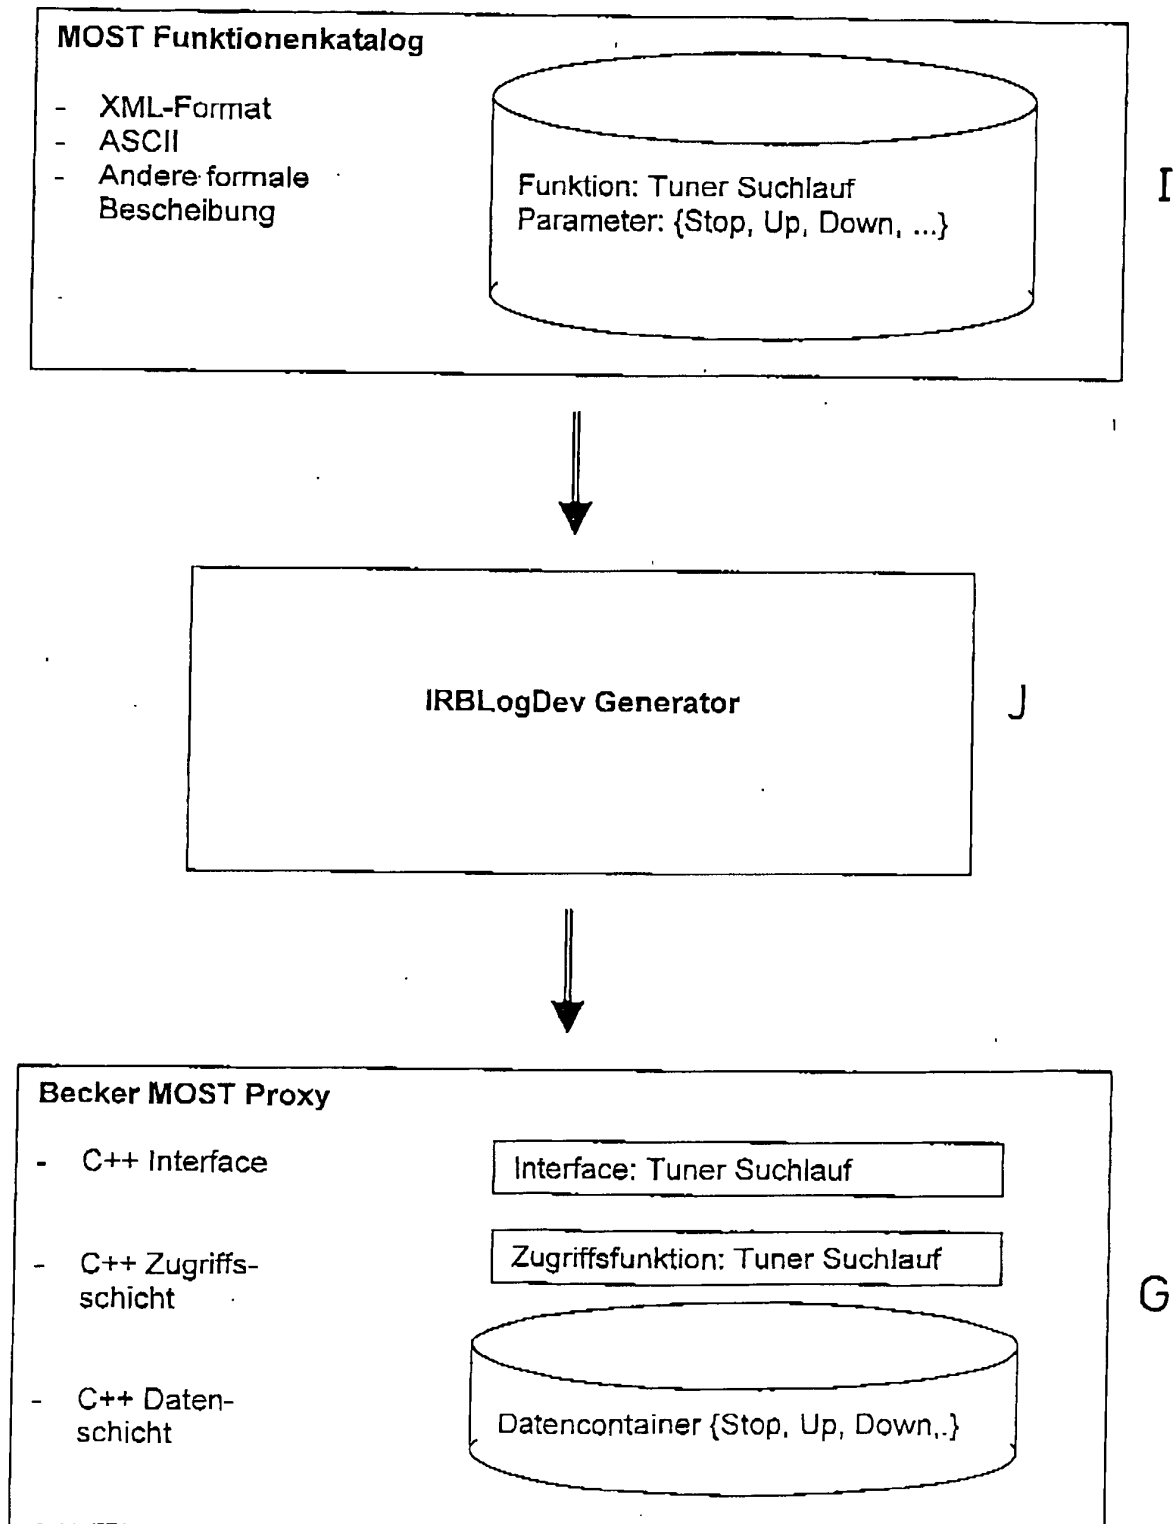 MOST Funktionenkatalog
- XML-Format
- ASCII
- Andere formale
Bescheibung
Funktion: Tuner Suchlauf
Parameter: {Stop, Up, Down, ...}
I
IRBLogDev Generator
J
Becker MOST Proxy
- C++ Interface
Interface: Tuner Suchlauf
- C++ Zugriffs-
schicht
Zugriffsfunktion: Tuner Suchlauf
G
- C++ Daten-
schicht
Datencontainer {Stop, Up, Down,.}